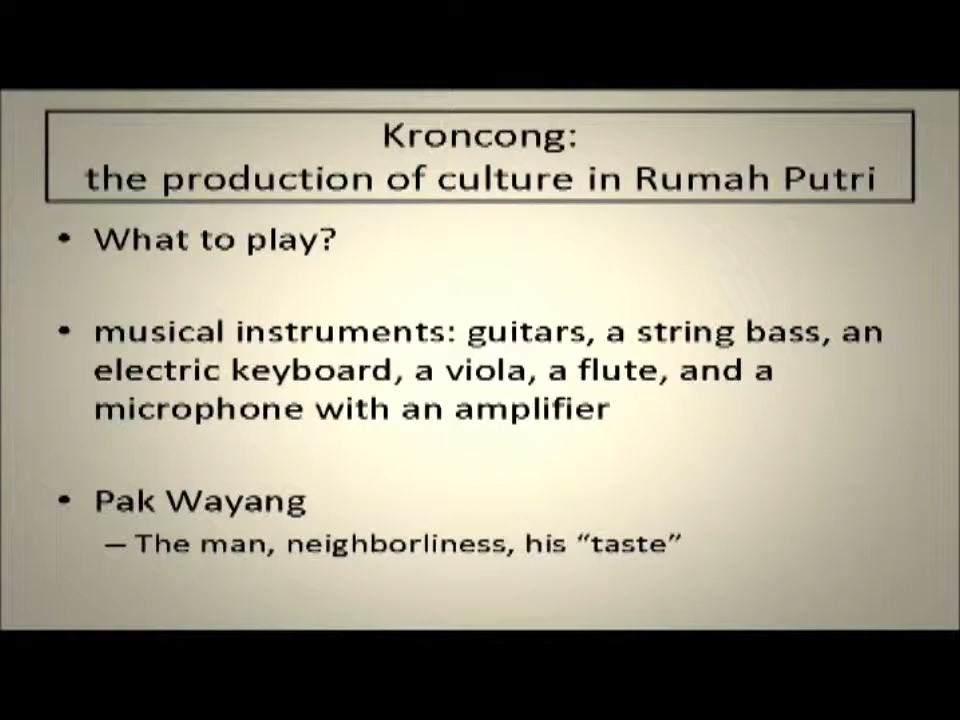 Kroncong:
the production of culture in Rumah Putri
• What to play?
• musical instruments: guitars, a string bass, an
electric keyboard, a viola, a flute, and a
microphone with an amplifier
• Pak Wayang
– The man, neighborliness, his “taste”